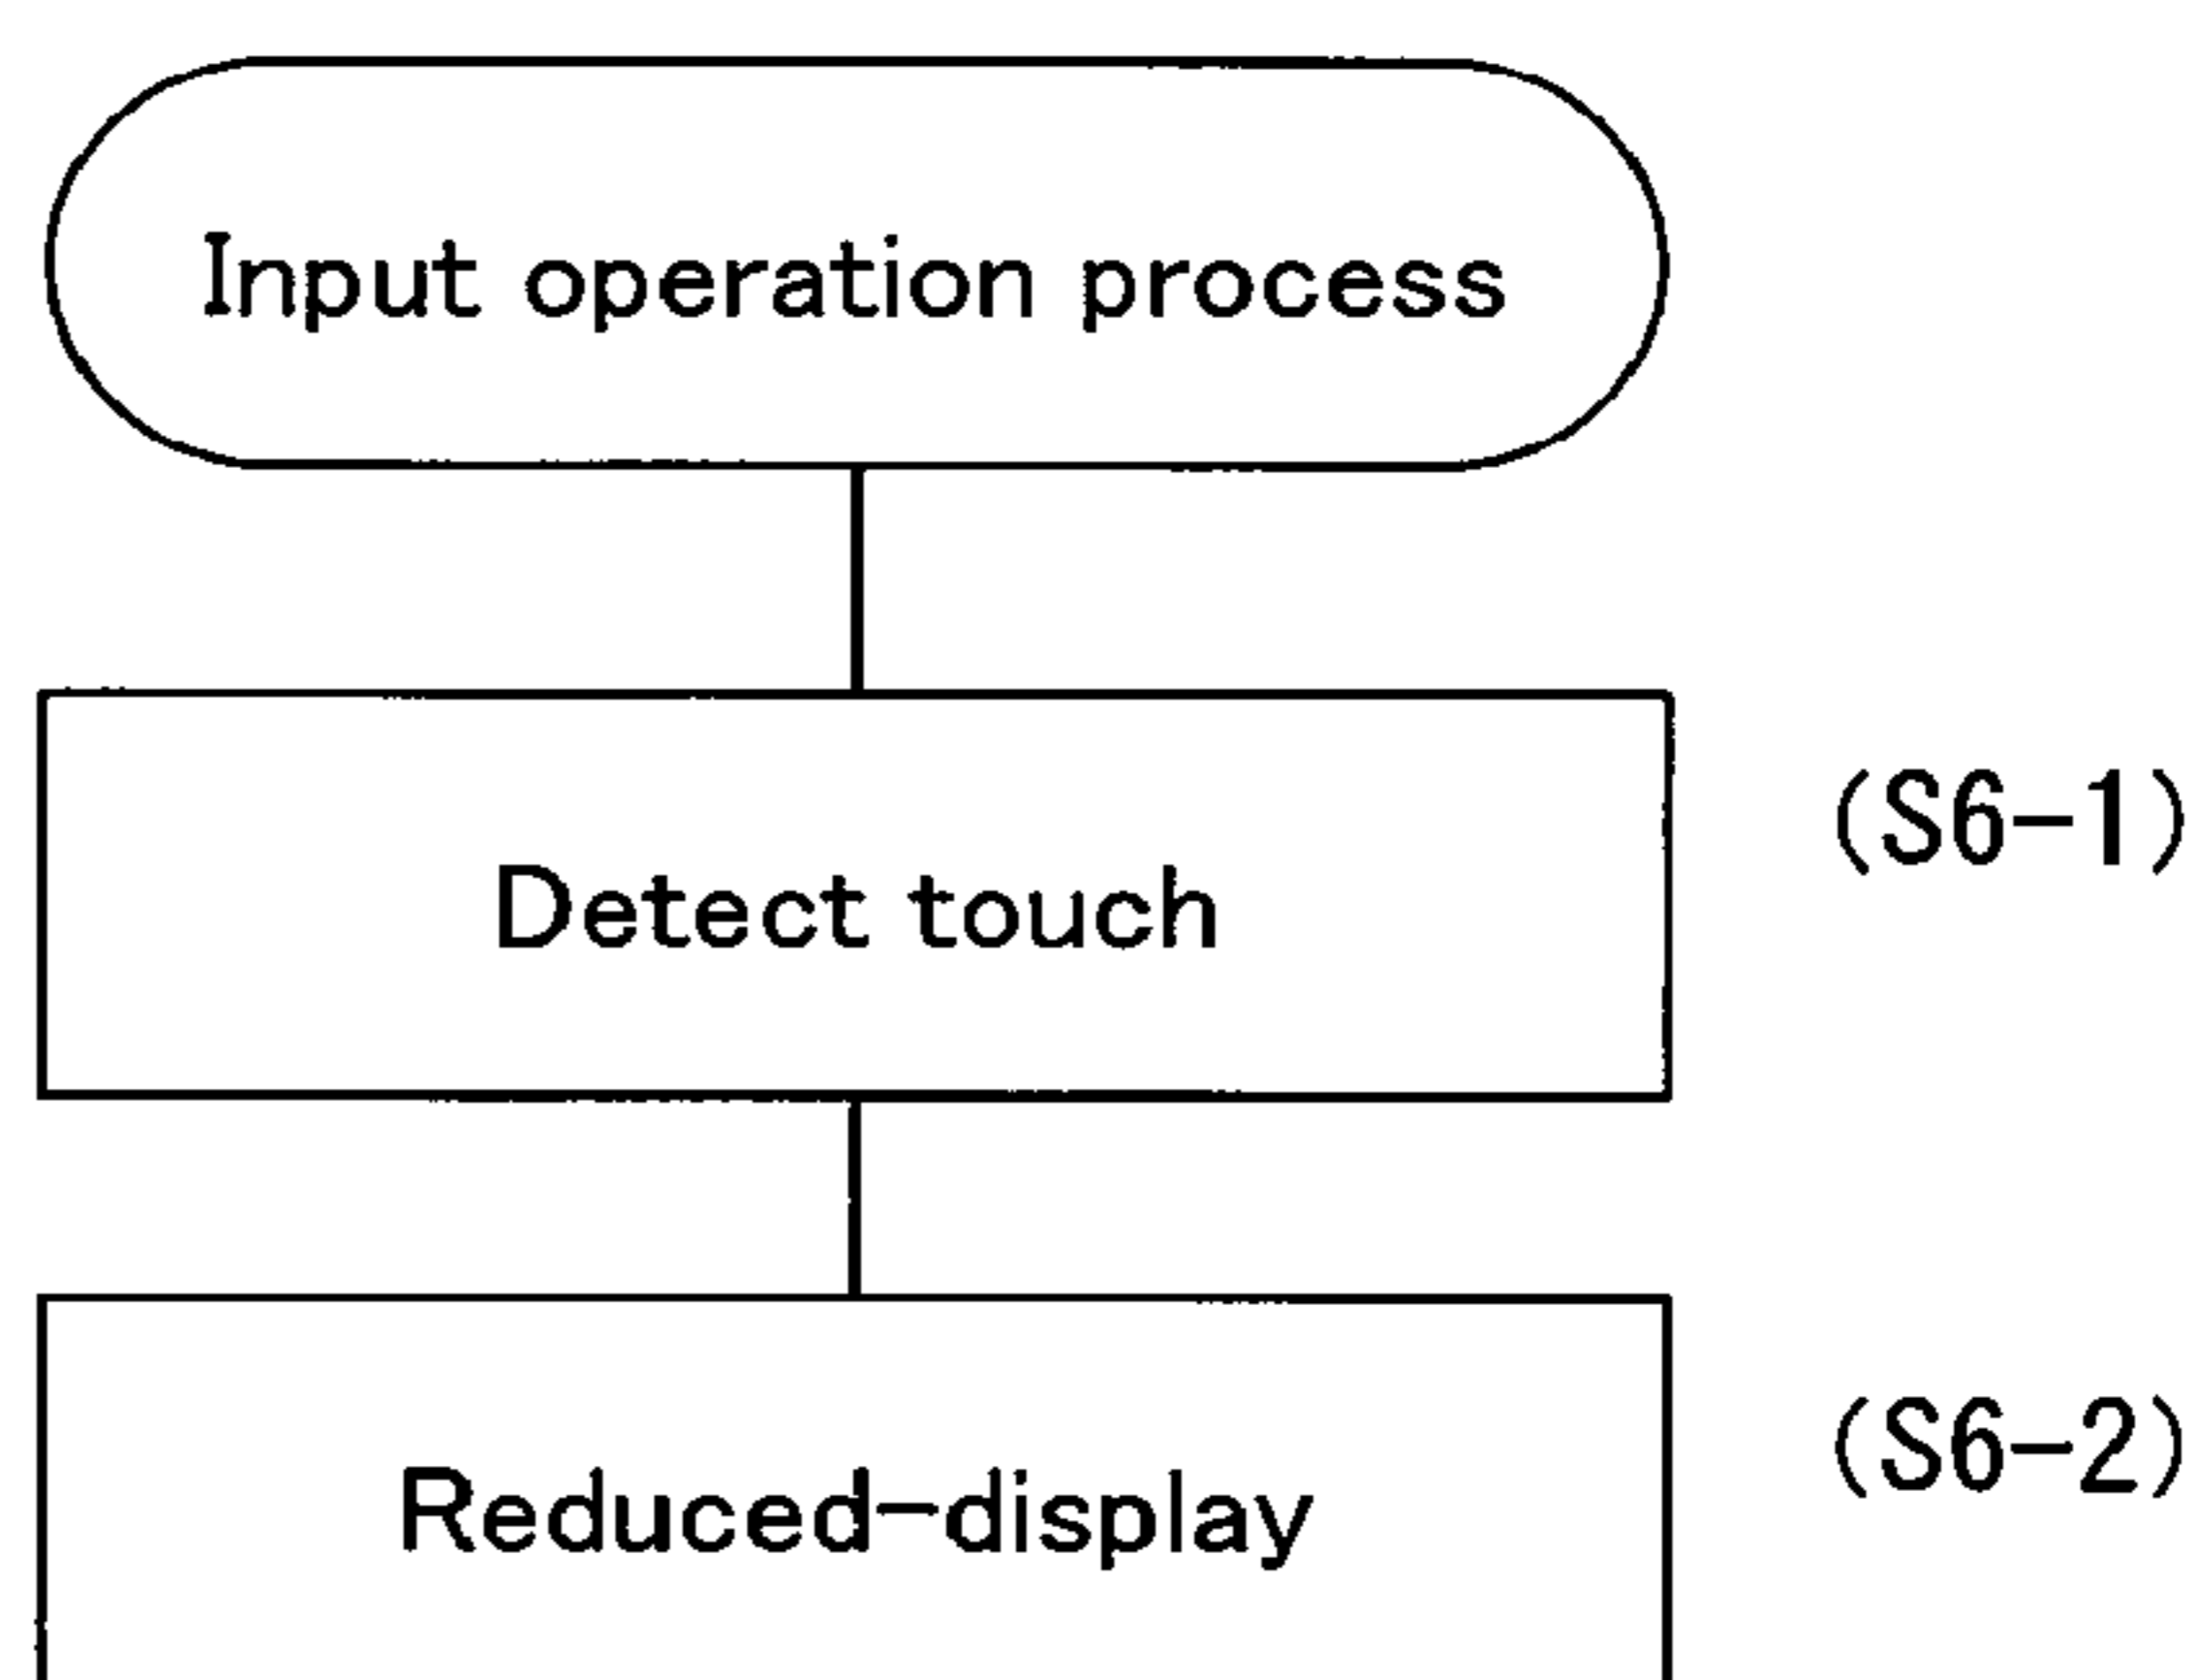 Input operation process
Detect touch
(S6-1)
Reduced-display
(S6-2)